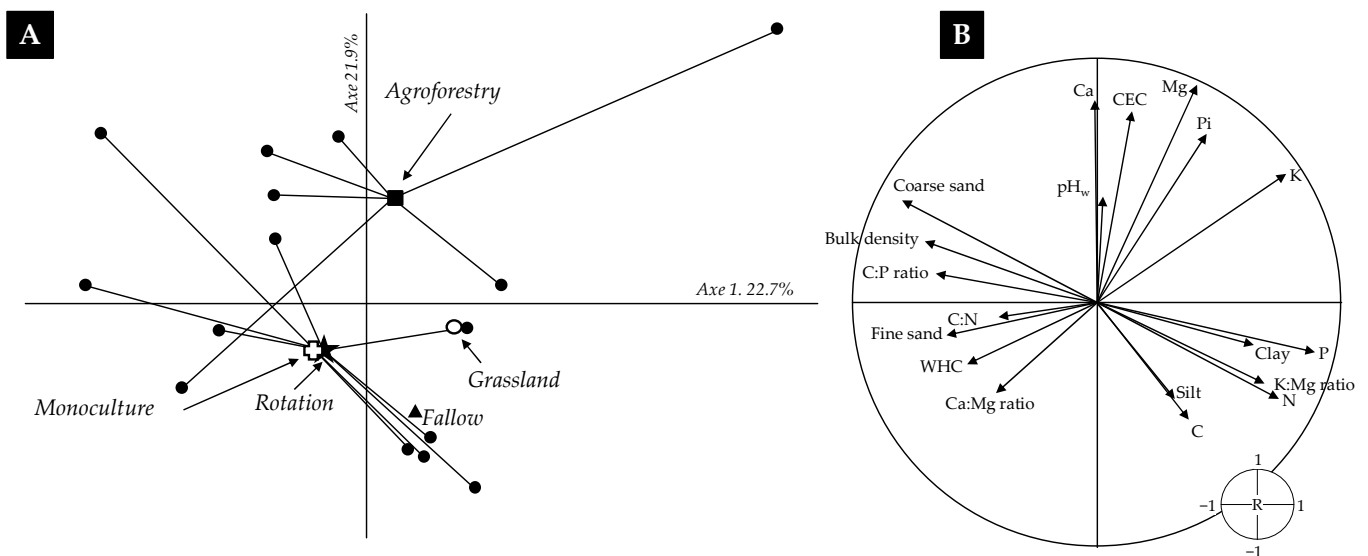 A
Axe 21.9%
Agroforestry
Axe 1. 22.7%
Grassland
Monoculture
Rotation
Fallow
B
Ca
CEC
Mg
Pi
K
pHw
Coarse sand
Bulk density
C:P ratio
C:N
Fine sand
WHC
Ca:Mg ratio
Clay
P
K:Mg ratio
N
Silt
C
1
−1
R
1
−1